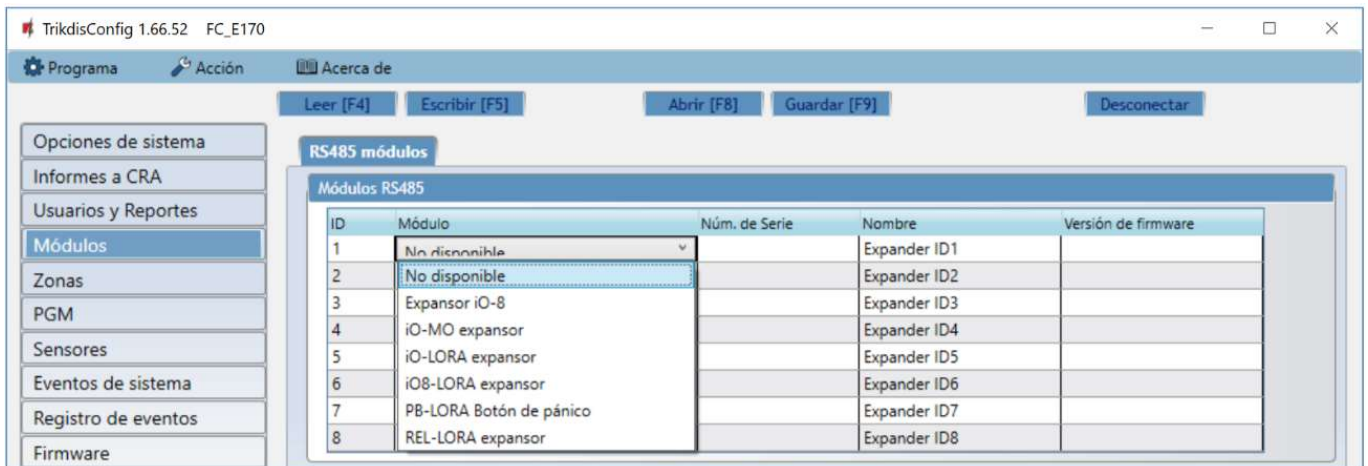 TrikdisConfig 1.66.52 FC_E170
Programa Acción Acerca de
Leer [F4] Escribir [F5] Abrir [F8] Guardar [F9] Desconectar
Opciones de sistema
Informes a CRA
Usuarios y Reportes
Módulos
Zonas
PGM
Sensores
Eventos de sistema
Registro de eventos
Firmware
RS485 módulos
Módulos RS485
ID Módulo Núm. de Serie Nombre Versión de firmware
1 No disponible Expander ID1
2 No disponible Expander ID2
3 Expansor iO-8 Expander ID3
4 iO-MO expansor Expander ID4
5 iO-LORA expansor Expander ID5
6 iO8-LORA expansor Expander ID6
7 PB-LORA Botón de pánico Expander ID7
8 REL-LORA expansor Expander ID8